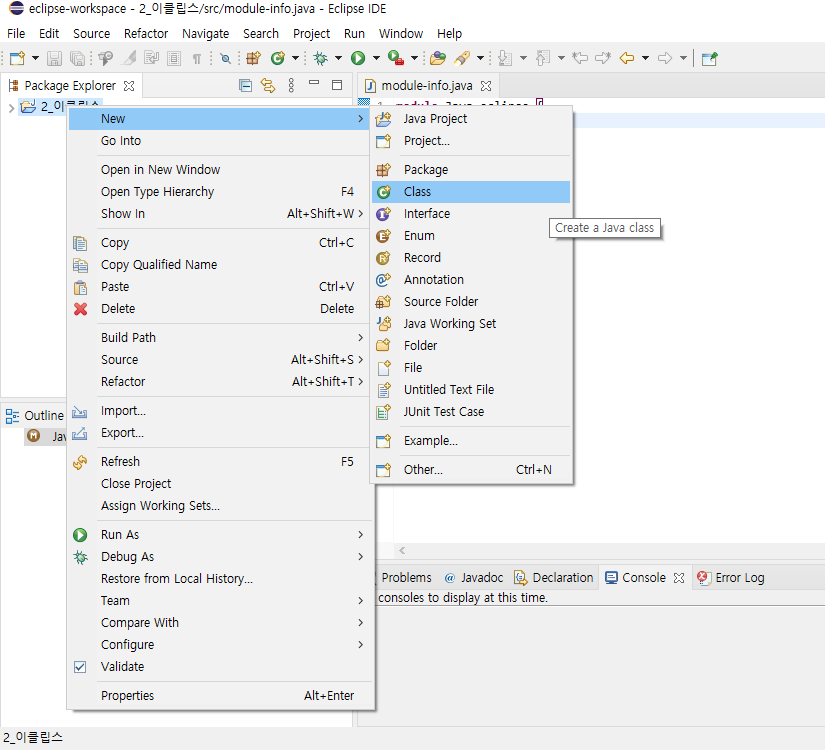 eclipse-workspace - 2_이클립스/src/module-info.java - Eclipse IDE
File Edit Source Refactor Navigate Search Project Run Window Help
Package Explorer
module-info.java
2_이클립스
1 module Java_eclipse {
New
Go Into
Open in New Window
Open Type Hierarchy F4
Show In Alt+Shift+W
Copy Ctrl+C
Copy Qualified Name
Paste Ctrl+V
Delete Delete
Build Path
Source Alt+Shift+S
Refactor Alt+Shift+T
Import...
Export...
Refresh F5
Close Project
Assign Working Sets...
Run As
Debug As
Restore from Local History...
Team
Compare With
Configure
Validate
Properties Alt+Enter
Java Project
Project...
Package
Class
Interface
Enum
Record
Annotation
Source Folder
Java Working Set
Folder
File
Untitled Text File
JUnit Test Case
Example...
Other... Ctrl+N
Create a Java class
Outline
Problems Javadoc Declaration Console Error Log
consoles to display at this time.
2_이클립스